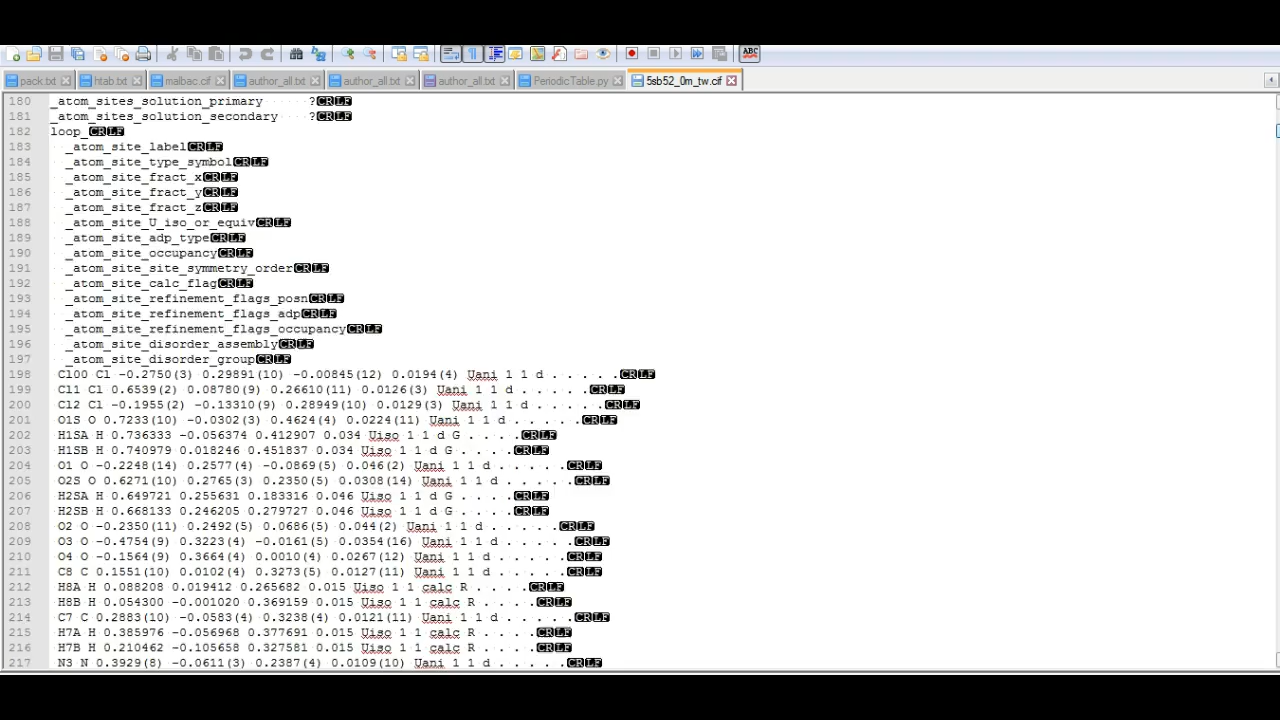 ABC
pack.txt htab.txt malbac.cif author_all.txt author_all.txt author_all.txt PeriodicTable.py 5sb52_0m_tw.cif
180 _atom_sites_solution_primary ?CRLF
181 _atom_sites_solution_secondary ?CRLF
182 loop_CRLF
183 _atom_site_labelCRLF
184 _atom_site_type_symbolCRLF
185 _atom_site_fract_xCRLF
186 _atom_site_fract_yCRLF
187 _atom_site_fract_zCRLF
188 _atom_site_U_iso_or_equivCRLF
189 _atom_site_adp_typeCRLF
190 _atom_site_occupancyCRLF
191 _atom_site_site_symmetry_orderCRLF
192 _atom_site_calc_flagCRLF
193 _atom_site_refinement_flags_posnCRLF
194 _atom_site_refinement_flags_adpCRLF
195 _atom_site_refinement_flags_occupancyCRLF
196 _atom_site_disorder_assemblyCRLF
197 _atom_site_disorder_groupCRLF
198 Cl00 Cl -0.2750(3) 0.29891(10) -0.00845(12) 0.0194(4) Uani 1 1 d . . . . .CRLF
199 Cl1 Cl 0.6539(2) 0.08780(9) 0.26610(11) 0.0126(3) Uani 1 1 d . . . . .CRLF
200 Cl2 Cl -0.1955(2) -0.13310(9) 0.28949(10) 0.0129(3) Uani 1 1 d . . . . .CRLF
201 O1S O 0.7233(10) -0.0302(3) 0.4624(4) 0.0224(11) Uani 1 1 d . . . . .CRLF
202 H1SA H 0.736333 -0.056374 0.412907 0.034 Uiso 1 1 d G . . . .CRLF
203 H1SB H 0.740979 0.018246 0.451837 0.034 Uiso 1 1 d G . . . .CRLF
204 O1 O -0.2248(14) 0.2577(4) -0.0869(5) 0.046(2) Uani 1 1 d . . . . .CRLF
205 O2S O 0.6271(10) 0.2765(3) 0.2350(5) 0.0308(14) Uani 1 1 d . . . . .CRLF
206 H2SA H 0.649721 0.255631 0.183316 0.046 Uiso 1 1 d G . . . .CRLF
207 H2SB H 0.668133 0.246205 0.279727 0.046 Uiso 1 1 d G . . . .CRLF
208 O2 O -0.2350(11) 0.2492(5) 0.0686(5) 0.044(2) Uani 1 1 d . . . . .CRLF
209 O3 O -0.4754(9) 0.3223(4) -0.0161(5) 0.0354(16) Uani 1 1 d . . . . .CRLF
210 O4 O -0.1564(9) 0.3664(4) 0.0010(4) 0.0267(12) Uani 1 1 d . . . . .CRLF
211 C8 C 0.1551(10) 0.0102(4) 0.3273(5) 0.0127(11) Uani 1 1 d . . . . .CRLF
212 H8A H 0.088208 0.019412 0.265682 0.015 Uiso 1 1 calc R . . . .CRLF
213 H8B H 0.054300 -0.001020 0.369159 0.015 Uiso 1 1 calc R . . . .CRLF
214 C7 C 0.2883(10) -0.0583(4) 0.3238(4) 0.0121(11) Uani 1 1 d . . . . .CRLF
215 H7A H 0.385976 -0.056968 0.377691 0.015 Uiso 1 1 calc R . . . .CRLF
216 H7B H 0.210462 -0.105658 0.327581 0.015 Uiso 1 1 calc R . . . .CRLF
217 N3 N 0.3929(8) -0.0611(3) 0.2387(4) 0.0109(10) Uani 1 1 d . . . . .CRLF